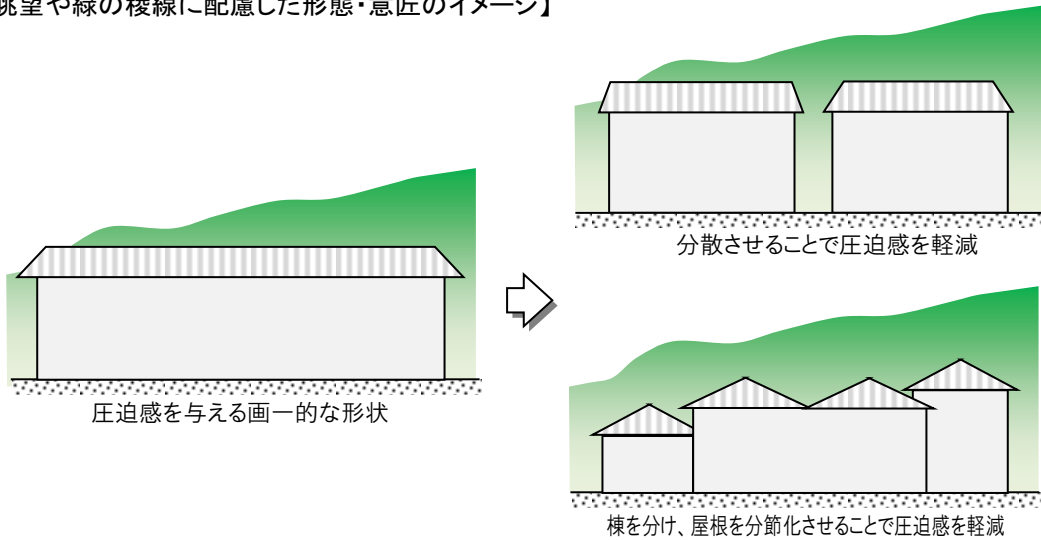 眺望や緑の稜線に配慮した形態・意匠のイメージ】
分散させることで圧迫感を軽減
圧迫感を与える画一的な形状
棟を分け、屋根を分節化させることで圧迫感を軽減